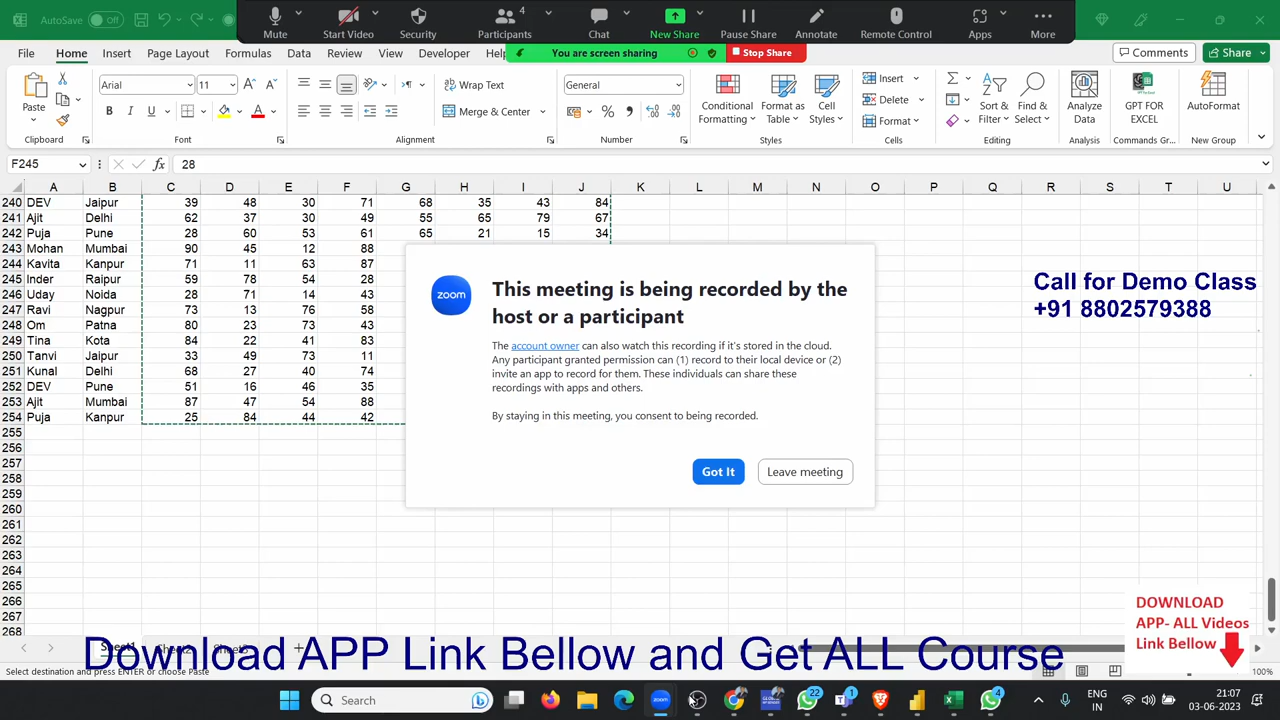 AutoSave Off
Mute Start Video Security Participants 4 Chat New Share Pause Share Annotate Remote Control Apps More
You are screen sharing Stop Share
File Home Insert Page Layout Formulas Data Review View Developer Help Comments Share
Paste Arial 11 Wrap Text General Conditional Formatting Format as Table Cell Styles Insert Σ Sort & Filter Find & Select Analyze Data GPT FOR EXCEL AutoFormat
B I U A Merge & Center % Delete Format
Clipboard Font Alignment Number Styles Cells Editing Analysis Commands Gr... New Group
F245 fx 28
A B C D E F G H I J K L M N O P Q R S T U
240 DEV Jaipur 39 48 30 71 68 35 43 84
241 Ajit Delhi 62 37 30 49 55 65 79 67
242 Puja Pune 28 60 53 61 65 21 15 34
243 Mohan Mumbai 90 45 12 88
244 Kavita Kanpur 71 11 63 87
245 Inder Raipur 59 78 54 28
246 Uday Noida 28 71 14 43
247 Ravi Nagpur 73 13 76 58
248 Om Patna 80 23 73 43
249 Tina Kota 84 22 41 83
250 Tanvi Jaipur 33 49 73 11
251 Kunal Delhi 68 27 40 74
252 DEV Pune 51 16 46 35
253 Ajit Mumbai 87 47 54 88
254 Puja Kanpur 25 84 44 42
255
256
257
258
259
260
261
262
263
264
265
266
267
268
zoom
This meeting is being recorded by the
host or a participant
The account owner can also watch this recording if it's stored in the cloud.
Any participant granted permission can (1) record to their local device or (2)
invite an app to record for them. These individuals can share these
recordings with apps and others.
By staying in this meeting, you consent to being recorded.
Got It Leave meeting
Call for Demo Class
+91 8802579388
DOWNLOAD
APP- ALL Videos
Link Bellow
Sheet1 Sheet2 Sheet3
Download APP Link Bellow and Get ALL Course
Select destination and press ENTER or choose Paste 100%
Search zoom 22 1 4 ENG IN 21:07 03-06-2023